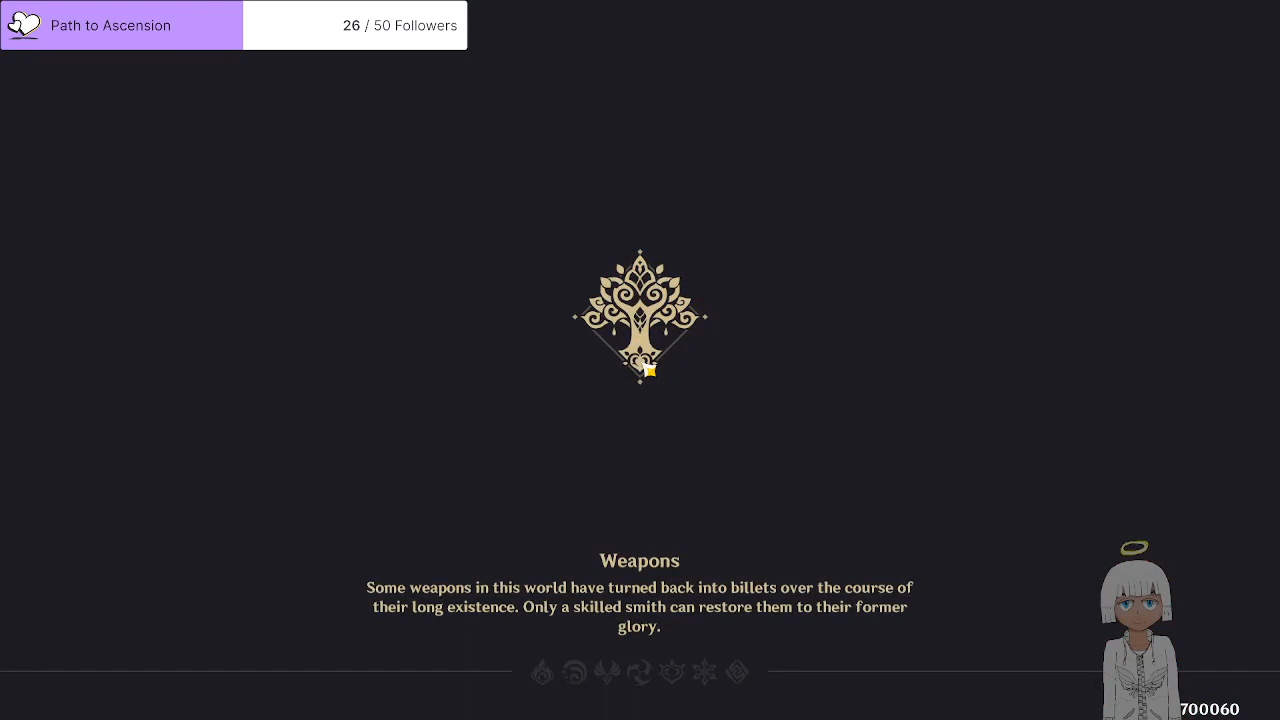 Path to Ascension
26 / 50 Followers
Weapons
Some weapons in this world have turned back into billets over the course of
their long existence. Only a skilled smith can restore them to their former
glory.
700060